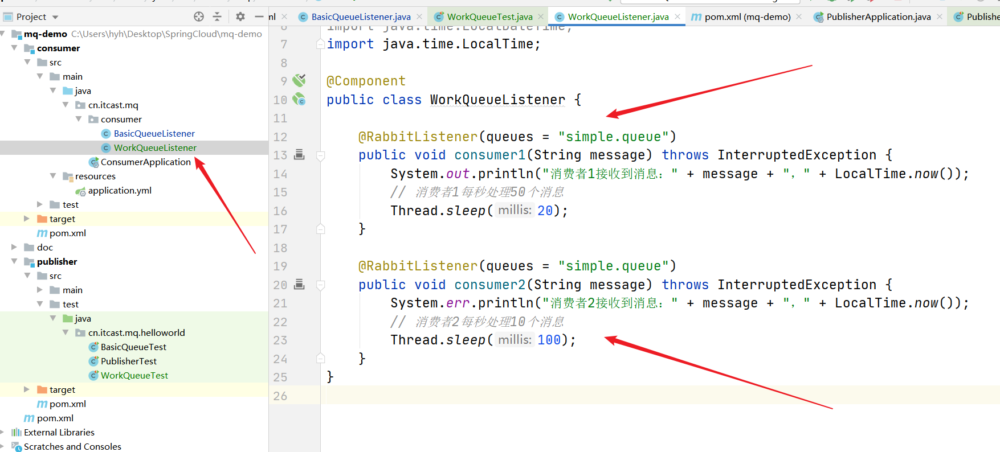 Project
ml
BasicQueueListener.java
WorkQueueTest.java
WorkQueueListener.java
pom.xml (mq-demo)
PublisherApplication.java
Publishe
mq-demo C:\Users\hyh\Desktop\SpringCloud\mq-demo
consumer
src
main
java
cn.itcast.mq
consumer
BasicQueueListener
WorkQueueListener
ConsumerApplication
resources
application.yml
test
target
pom.xml
doc
publisher
src
main
test
java
cn.itcast.mq.helloworld
BasicQueueTest
PublisherTest
WorkQueueTest
target
pom.xml
pom.xml
External Libraries
Scratches and Consoles
6 import java.time.LocalDateTime;
7 import java.time.LocalTime;
8
9 @Component
10 public class WorkQueueListener {
11
12 @RabbitListener(queues = "simple.queue")
13 public void consumer1(String message) throws InterruptedException {
14 System.out.println("消费者1接收到消息：" + message + "，" + LocalTime.now());
15 // 消费者1每秒处理50个消息
16 Thread.sleep( millis: 20);
17 }
18
19 @RabbitListener(queues = "simple.queue")
20 public void consumer2(String message) throws InterruptedException {
21 System.err.println("消费者2接收到消息：" + message + "，" + LocalTime.now());
22 // 消费者2每秒处理10个消息
23 Thread.sleep( millis: 100);
24 }
25 }
26